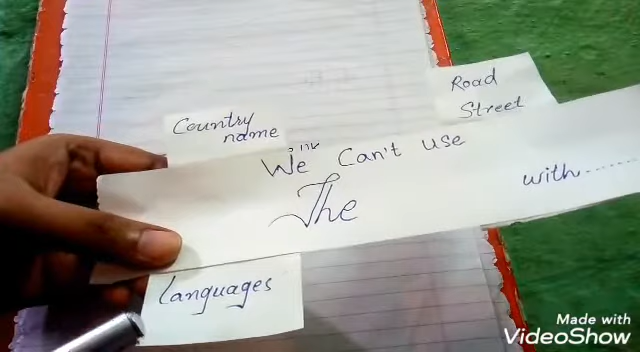 Road
Street
Country
name
We Can't use
The
with.......
languages
Made with
VideoShow